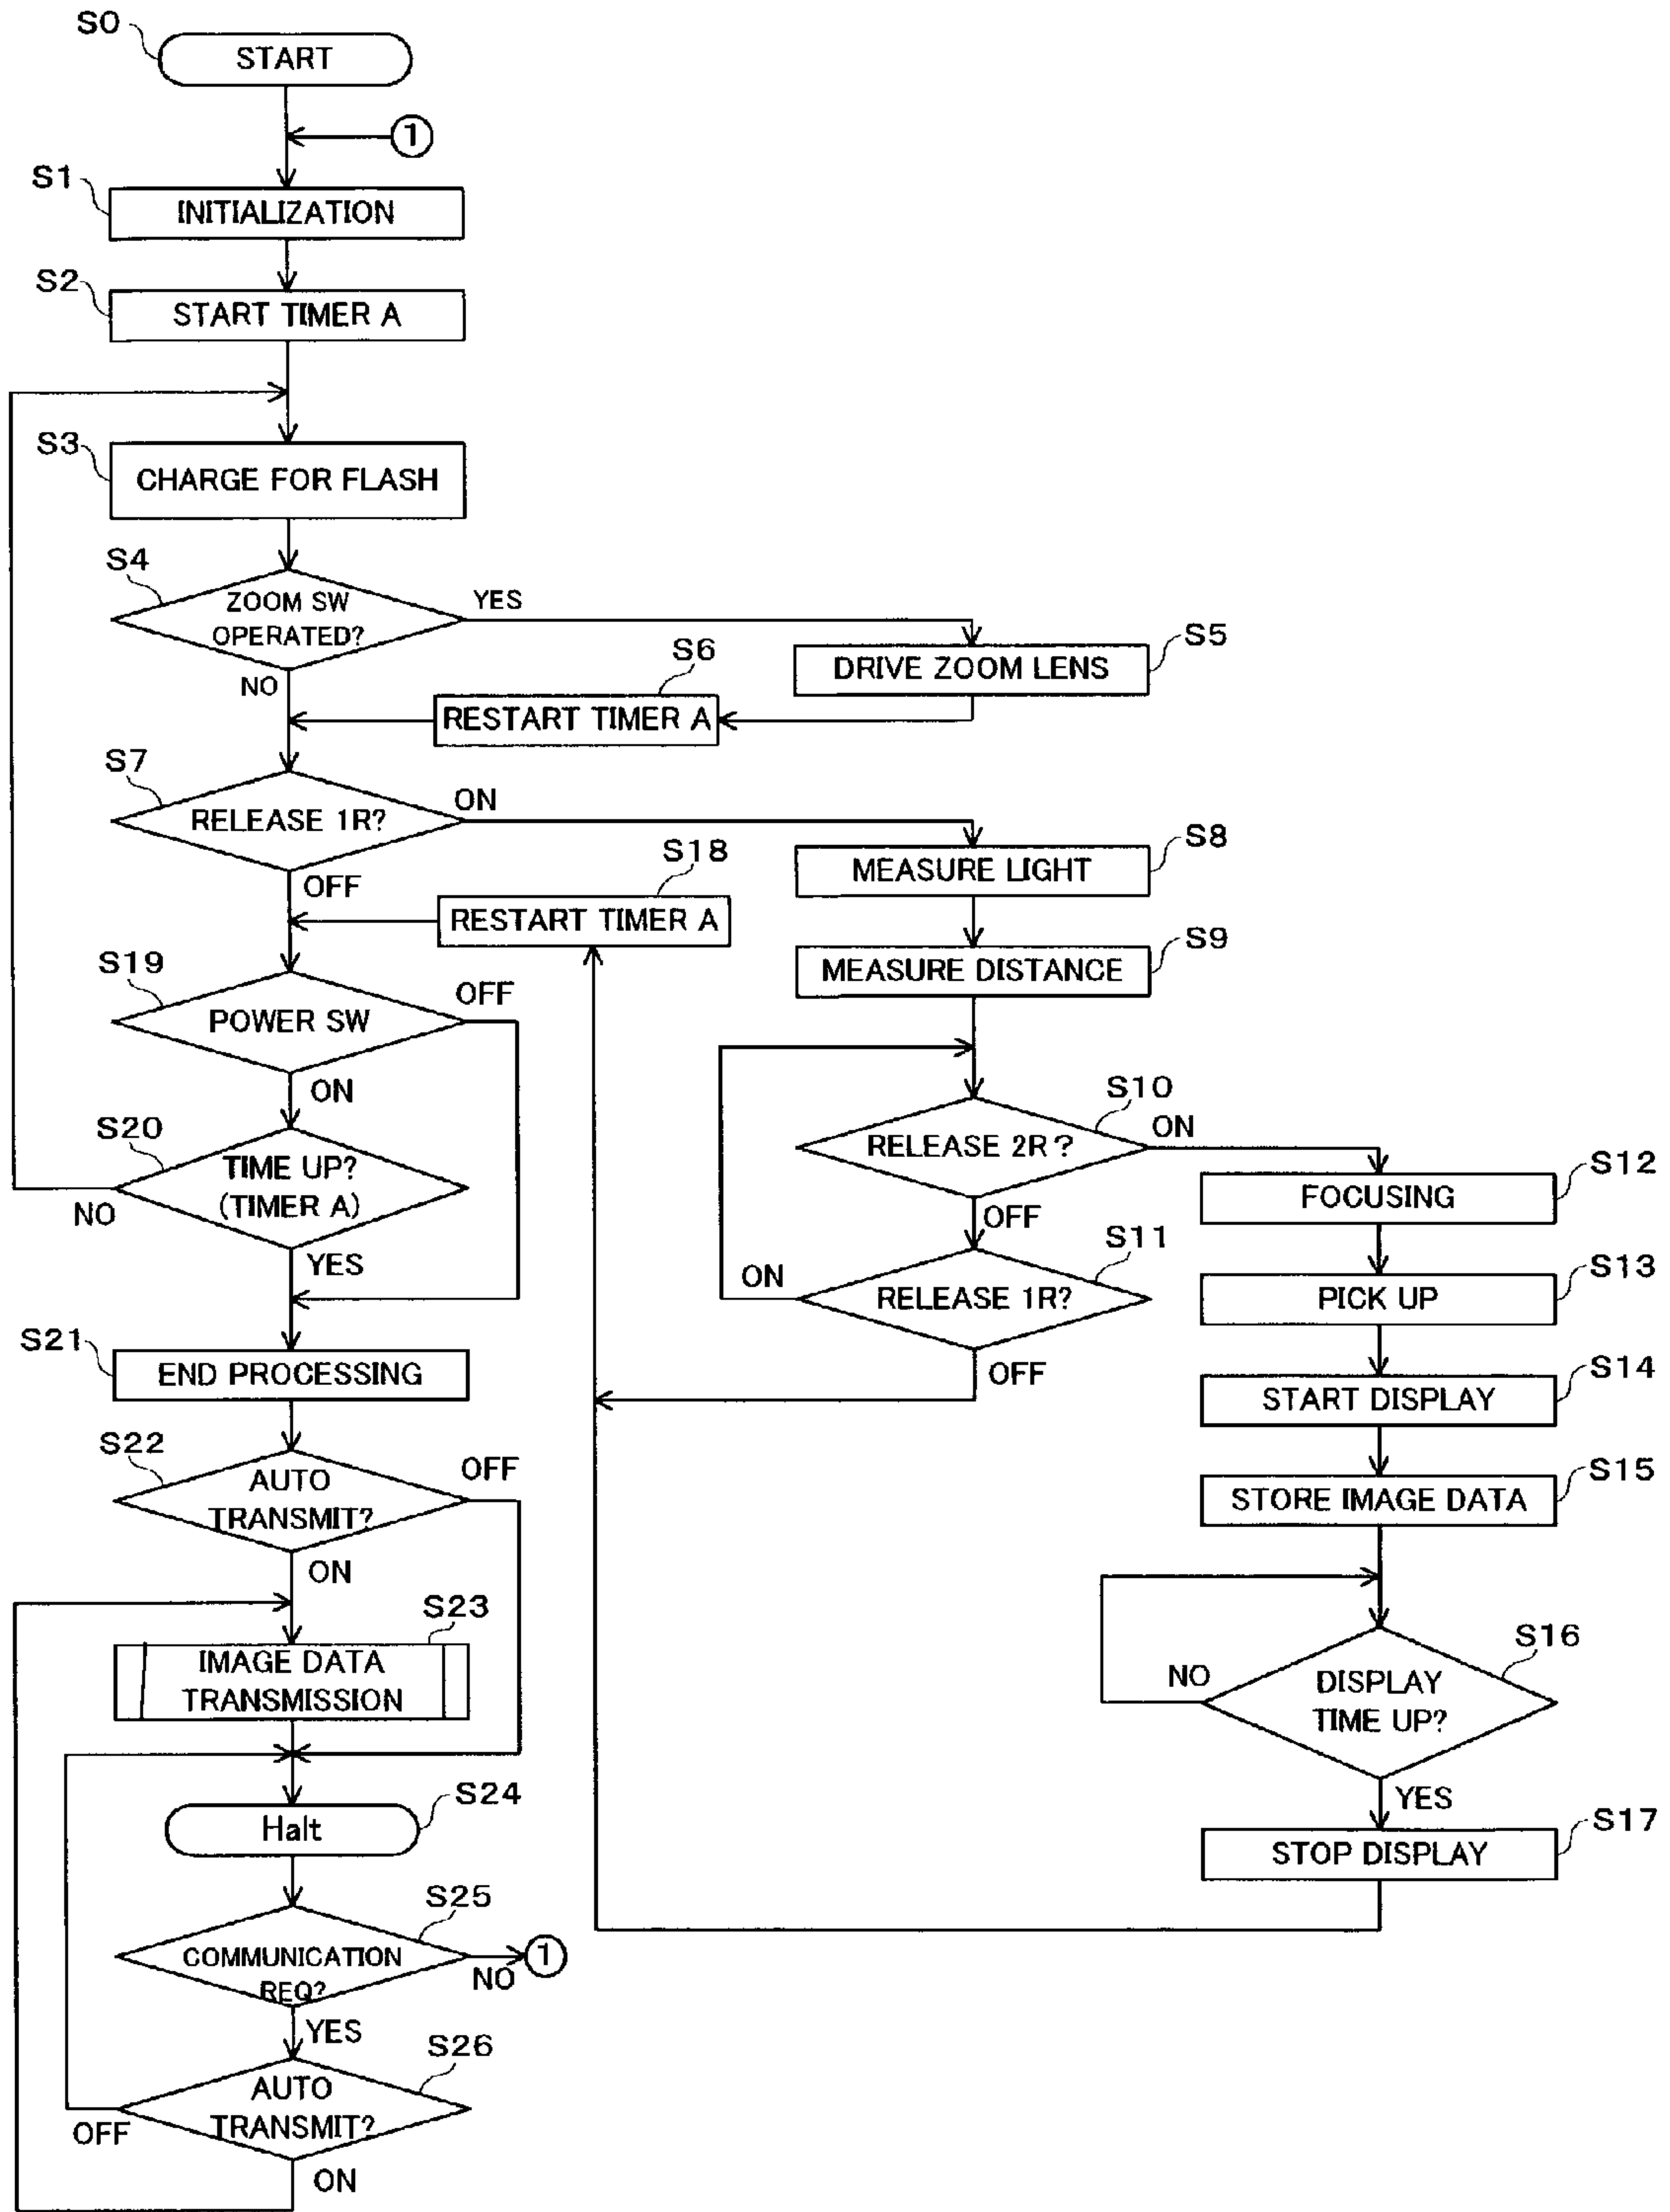 S0
START
1
S1
INITIALIZATION
S2
START TIMER A
S3
CHARGE FOR FLASH
S4
ZOOM SW
OPERATED?
YES
NO
S5
DRIVE ZOOM LENS
S6
RESTART TIMER A
S7
RELEASE 1R?
ON
OFF
S8
MEASURE LIGHT
S18
RESTART TIMER A
S9
MEASURE DISTANCE
S19
POWER SW
OFF
ON
S10
RELEASE 2R?
ON
OFF
S20
TIME UP?
(TIMER A)
NO
YES
S11
RELEASE 1R?
ON
OFF
S12
FOCUSING
S13
PICK UP
S14
START DISPLAY
S15
STORE IMAGE DATA
S16
DISPLAY
TIME UP?
NO
YES
S17
STOP DISPLAY
S21
END PROCESSING
S22
AUTO
TRANSMIT?
OFF
ON
S23
IMAGE DATA
TRANSMISSION
S24
Halt
S25
COMMUNICATION
REQ?
NO
1
YES
S26
AUTO
TRANSMIT?
OFF
ON